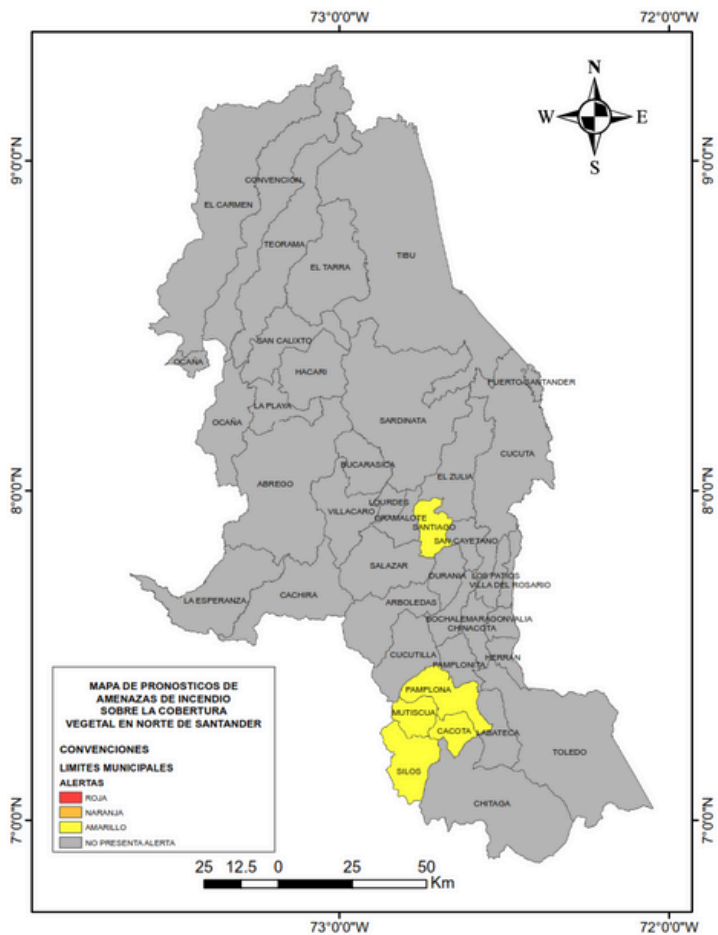 73°0'0"W 72°0'0"W
N
W E
S
9°0'0"N 9°0'0"N
CONVENCIÓN
EL CARMEN
TEORAMA
TIBU
EL TARRA
SAN CALIXTO
OCAÑA
HACARI
PUERTO SANTANDER
LA PLAYA
OCAÑA
SARDINATA
CUCUTA
BUCARASICA
EL ZULIA
ABREGO
8°0'0"N 8°0'0"N
LOURDES
VILLACARO
GRAMALOTE
SANTIAGO
SAN CAYETANO
SALAZAR
DURANIA
LOS PATIOS
VILLA DEL ROSARIO
CACHIRA
LA ESPERANZA
ARBOLEDAS
BOCHALEMA RAGONVALIA
CHINACOTA
CUCUTILLA
HERRAN
PAMPLONITA
PAMPLONA
MUTISCUA
CACOTA
LABATECA
TOLEDO
SILOS
CHITAGA
MAPA DE PRONOSTICOS DE
AMENAZAS DE INCENDIO
SOBRE LA COBERTURA
VEGETAL EN NORTE DE SANTANDER
CONVENCIONES
LIMITES MUNICIPALES
ALERTAS
ROJA
NARANJA
AMARILLO
NO PRESENTA ALERTA
7°0'0"N 7°0'0"N
25 12.5 0 25 50
Km
73°0'0"W 72°0'0"W